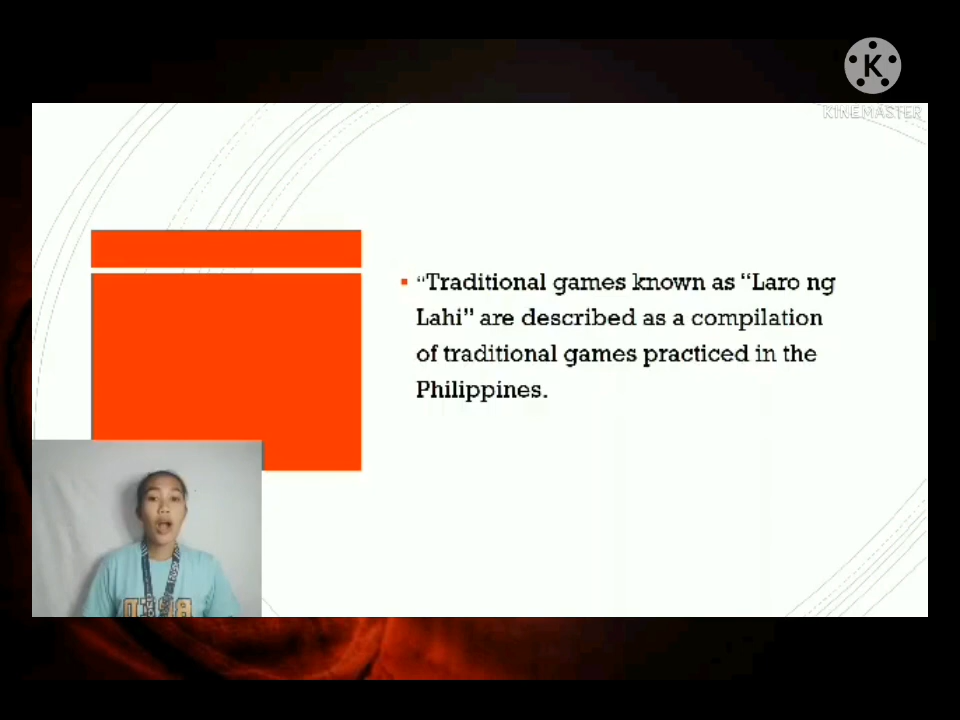 K
KINEMASTER
“Traditional games known as “Laro ng
Lahi” are described as a compilation
of traditional games practiced in the
Philippines.